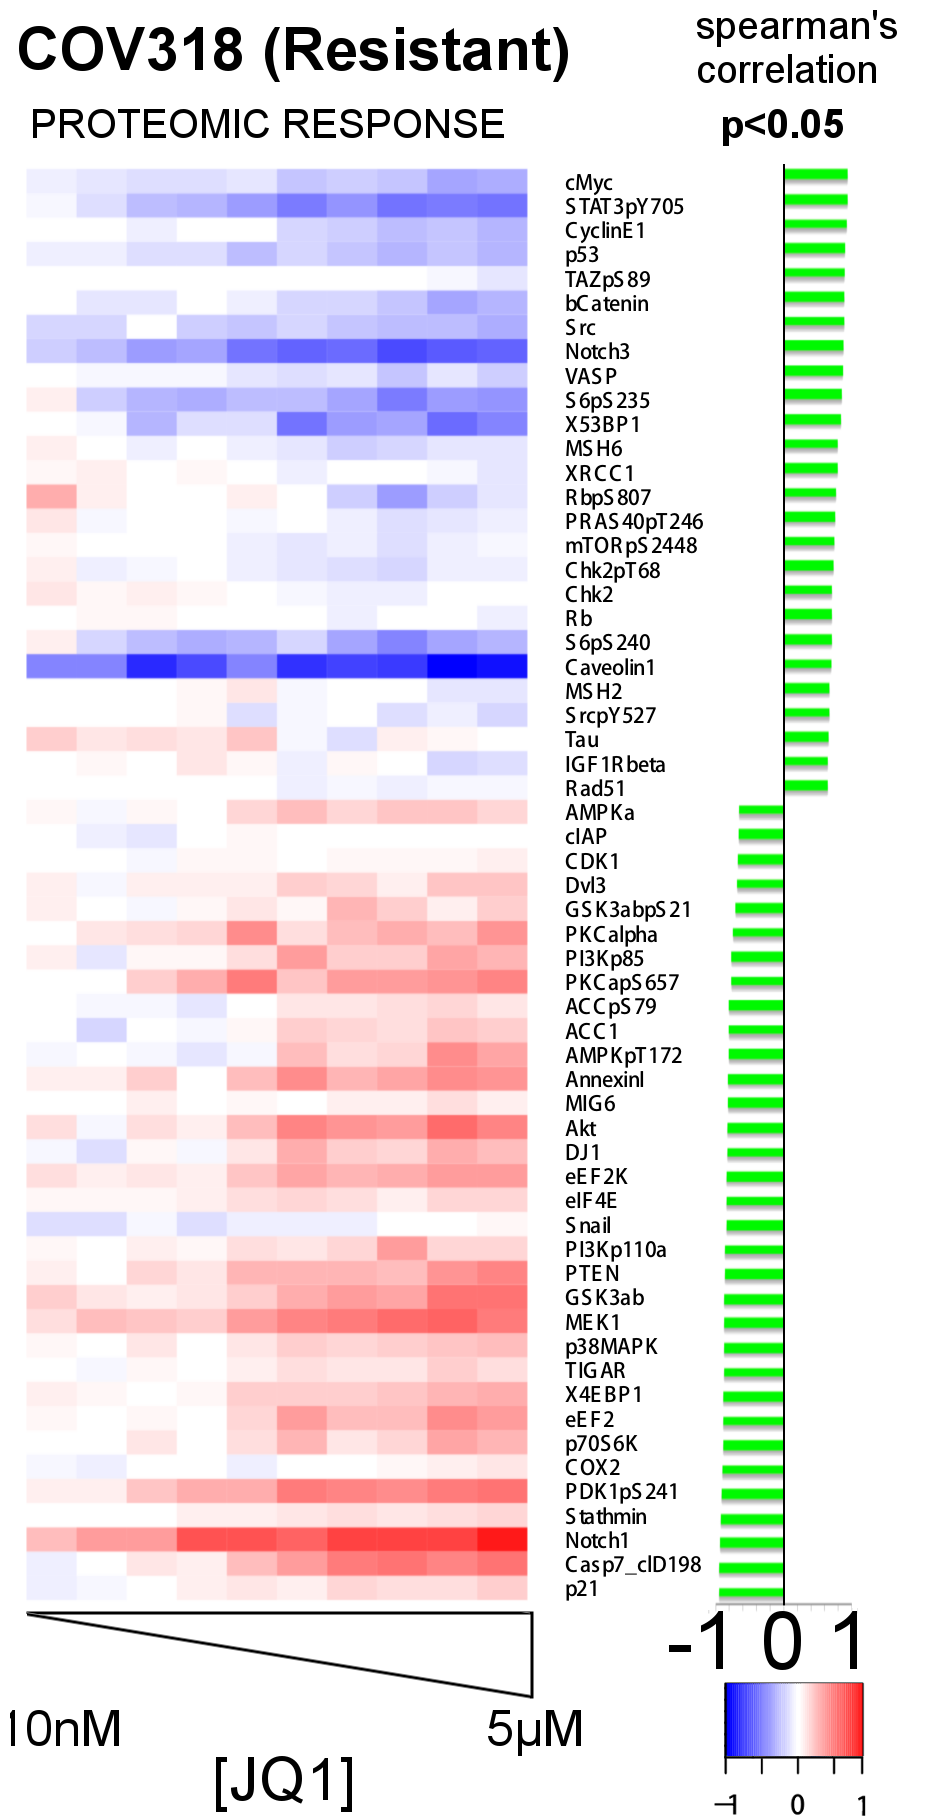 COV318 (Resistant)
spearman's
correlation
PROTEOMIC RESPONSE
p<0.05
cMyc
STAT3pY705
CyclinE1
p53
TAZpS89
bCatenin
Src
Notch3
VASP
S6pS235
X53BP1
MSH6
XRCC1
RbpS807
PRAS40pT246
mTORpS2448
Chk2pT68
Chk2
Rb
S6pS240
Caveolin1
MSH2
SrcpY527
Tau
IGF1Rbeta
Rad51
AMPKa
cIAP
CDK1
Dvl3
GSK3abpS21
PKCalpha
PI3Kp85
PKCapS657
ACCpS79
ACC1
AMPKpT172
AnnexinI
MIG6
Akt
DJ1
eEF2K
eIF4E
Snail
PI3Kp110a
PTEN
GSK3ab
MEK1
p38MAPK
TIGAR
X4EBP1
eEF2
p70S6K
COX2
PDK1pS241
Stathmin
Notch1
Casp7_clD198
p21
-1 0 1
10nM 5µM
[JQ1]
-1 0 1